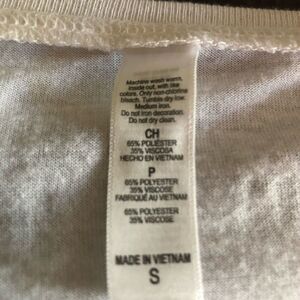 Machine wash warm,
inside out, with like
colors. Only non-chlorine
bleach. Tumble dry low.
Medium iron.
Do not iron decoration.
Do not dry clean.
CH
65% POLIÉSTER
35% VISCOSA
HECHO EN VIETNAM
P
65% POLYESTER
35% VISCOSE
FABRIQUÉ AU VIETNAM
65% POLYESTER
35% VISCOSE
MADE IN VIETNAM
S